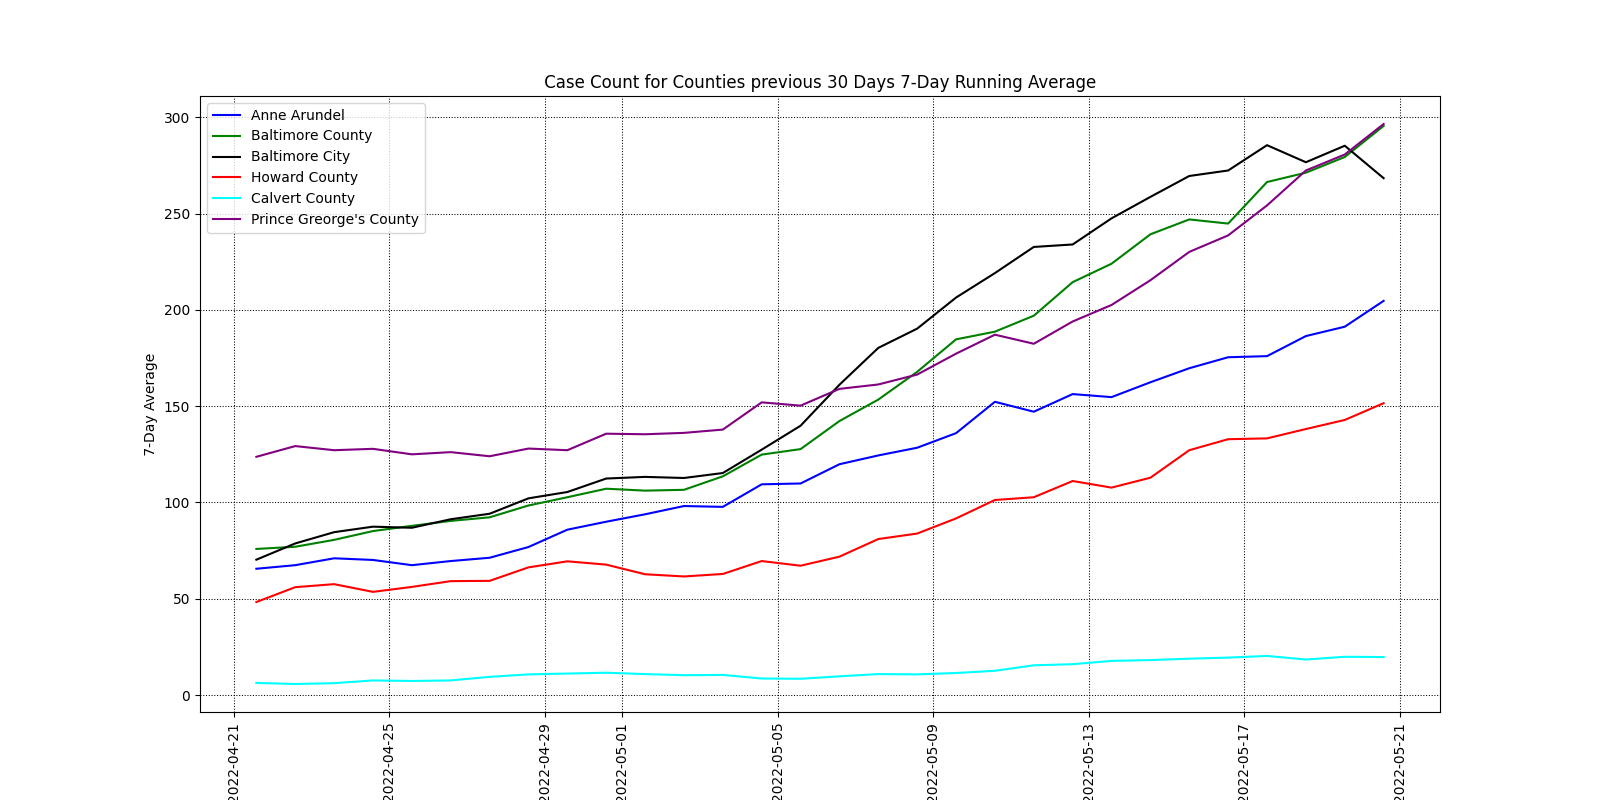 Case Count for Counties previous 30 Days 7-Day Running Average
Anne Arundel
Baltimore County
Baltimore City
Howard County
Calvert County
Prince Greorge's County
300
250
200
150
100
50
0
7-Day Average
2022-04-21
2022-04-25
2022-04-29
2022-05-01
2022-05-05
2022-05-09
2022-05-13
2022-05-17
2022-05-21